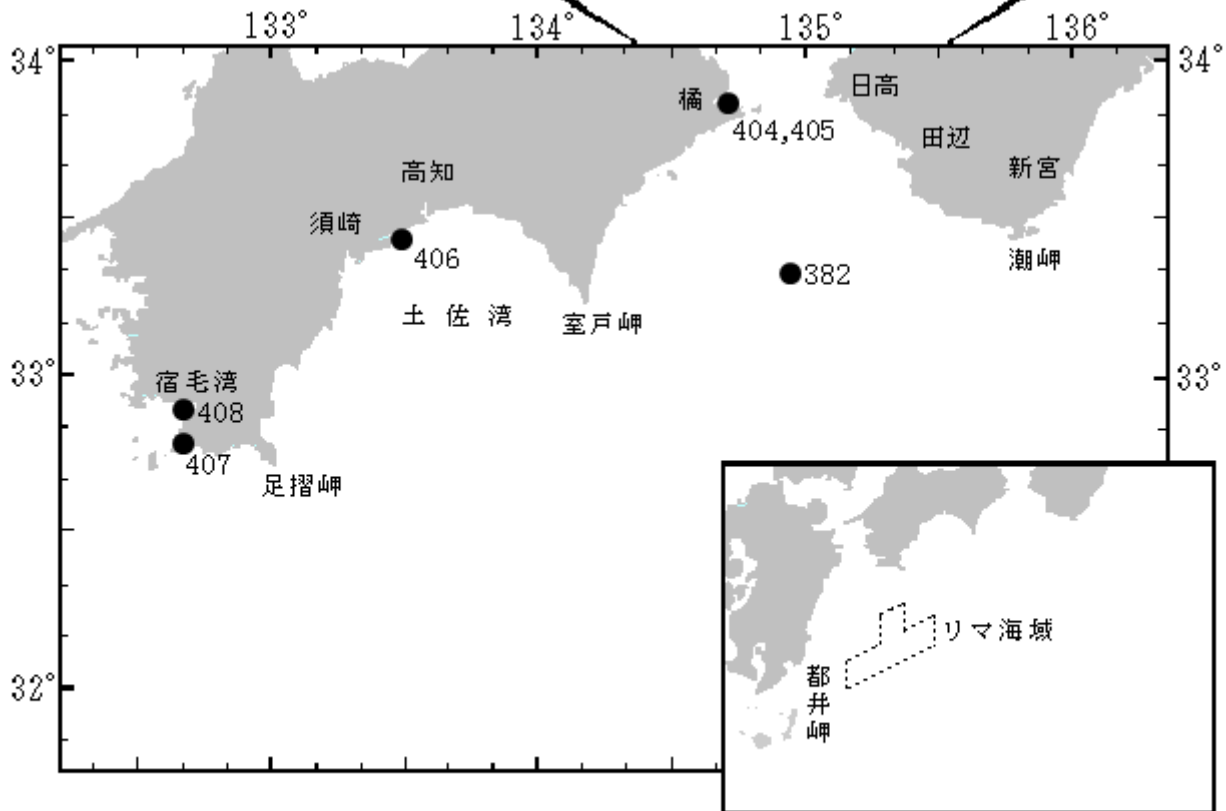 133° 134° 135° 136°
34° 34°
日高
橘
404,405
田辺
高知
新宮
須崎
406
潮岬
382
土佐湾
室戸岬
33° 33°
宿毛湾
408
407
足摺岬
リマ海域
32°
都井岬